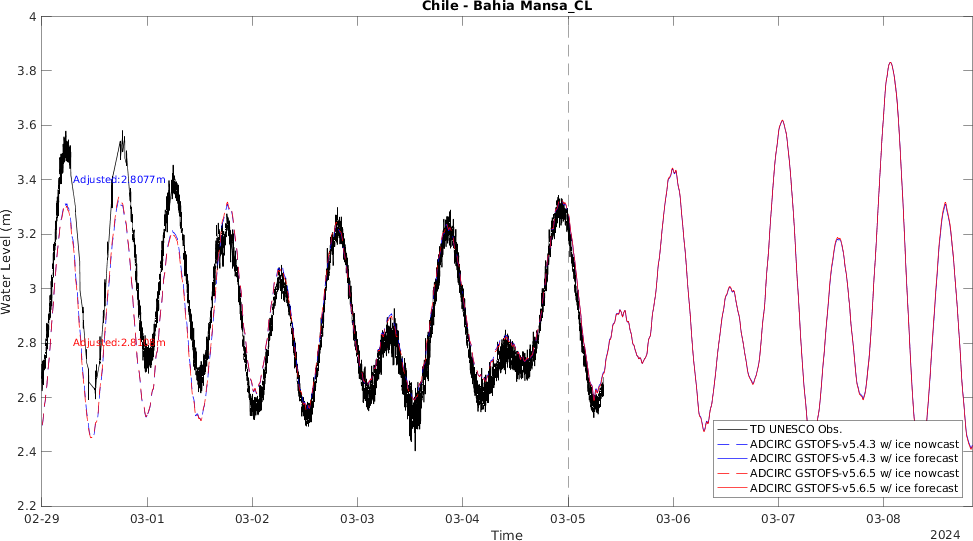 Chile - Bahia Mansa_CL
Water Level (m)
4
3.8
3.6
3.4
3.2
3
2.8
2.6
2.4
2.2
Adjusted:2.8077m
TD UNESCO Obs.
ADCIRC GSTOFS-v5.4.3 w/ ice nowcast
ADCIRC GSTOFS-v5.4.3 w/ ice forecast
ADCIRC GSTOFS-v5.6.5 w/ ice nowcast
ADCIRC GSTOFS-v5.6.5 w/ ice forecast
02-29 03-01 03-02 03-03 03-04 03-05 03-06 03-07 03-08
Time
2024